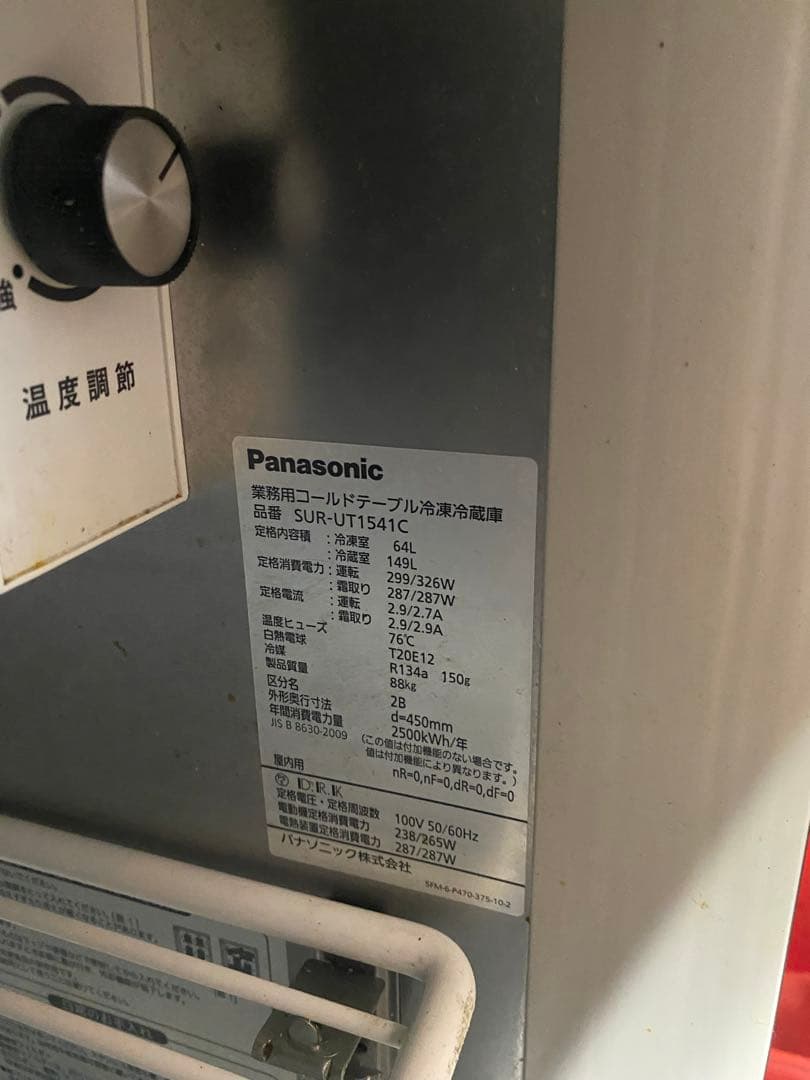 強
温度調節
Panasonic
業務用コールドテーブル冷凍冷蔵庫
品番 SUR-UT1541C
定格内容積 :冷凍室 64L
:冷蔵室 149L
定格消費電力 :運転 299/326W
:霜取り 287/287W
定格電流 :運転 2.9/2.7A
:霜取り 2.9/2.9A
温度ヒューズ 76℃
白熱電球 T20E12
冷媒 R134a 150g
製品質量 88kg
区分名 2B
外形奥行寸法 d=450mm
年間消費電力量 2500kWh/年
JIS B 8630-2009 (この値は付加機能のない場合です。
値は付加機能により異なります。)
nR=0,nF=0,dR=0,dF=0
屋内用
D.R.K
定格電圧・定格周波数 100V 50/60Hz
電動機定格消費電力 238/265W
電熱装置定格消費電力 287/287W
パナソニック株式会社
SFM-6-P470-375-10-2
日常のお手入れ